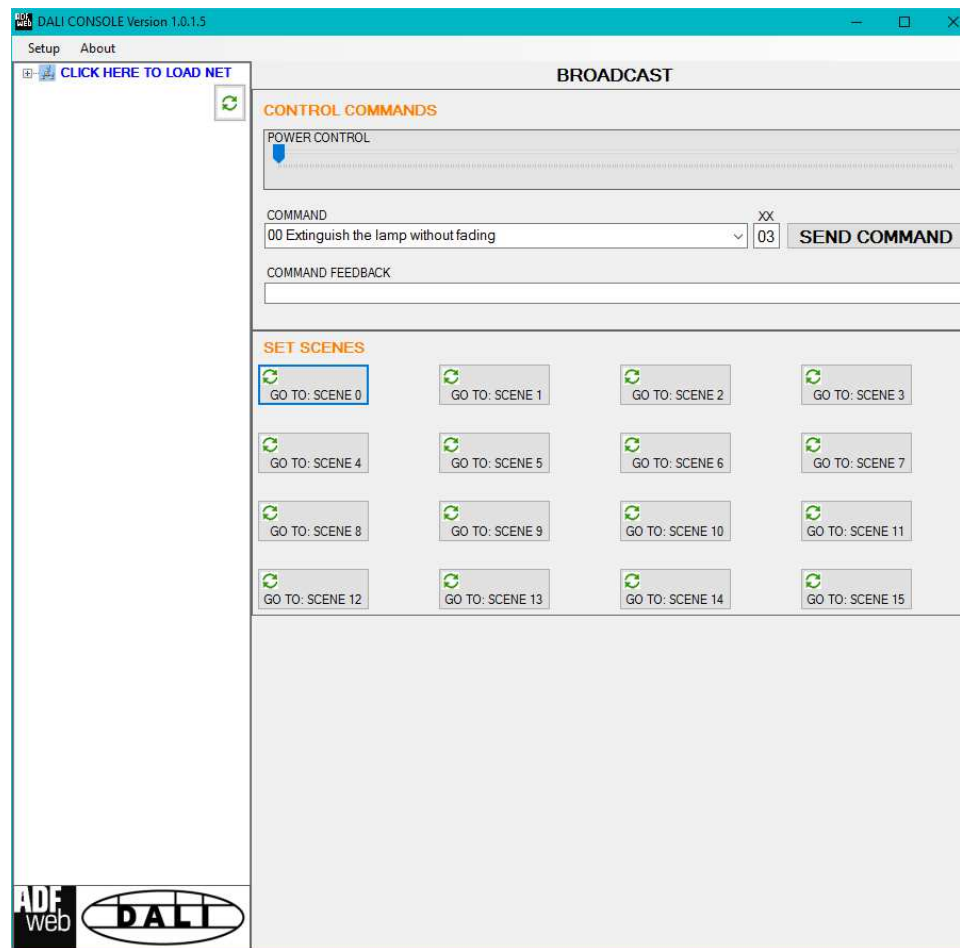 DALI CONSOLE Version 1.0.1.5
Setup About
CLICK HERE TO LOAD NET
BROADCAST
CONTROL COMMANDS
POWER CONTROL
COMMAND XX
00 Extinguish the lamp without fading 03 SEND COMMAND
COMMAND FEEDBACK
SET SCENES
GO TO: SCENE 0 GO TO: SCENE 1 GO TO: SCENE 2 GO TO: SCENE 3
GO TO: SCENE 4 GO TO: SCENE 5 GO TO: SCENE 6 GO TO: SCENE 7
GO TO: SCENE 8 GO TO: SCENE 9 GO TO: SCENE 10 GO TO: SCENE 11
GO TO: SCENE 12 GO TO: SCENE 13 GO TO: SCENE 14 GO TO: SCENE 15
ADF
web DALI